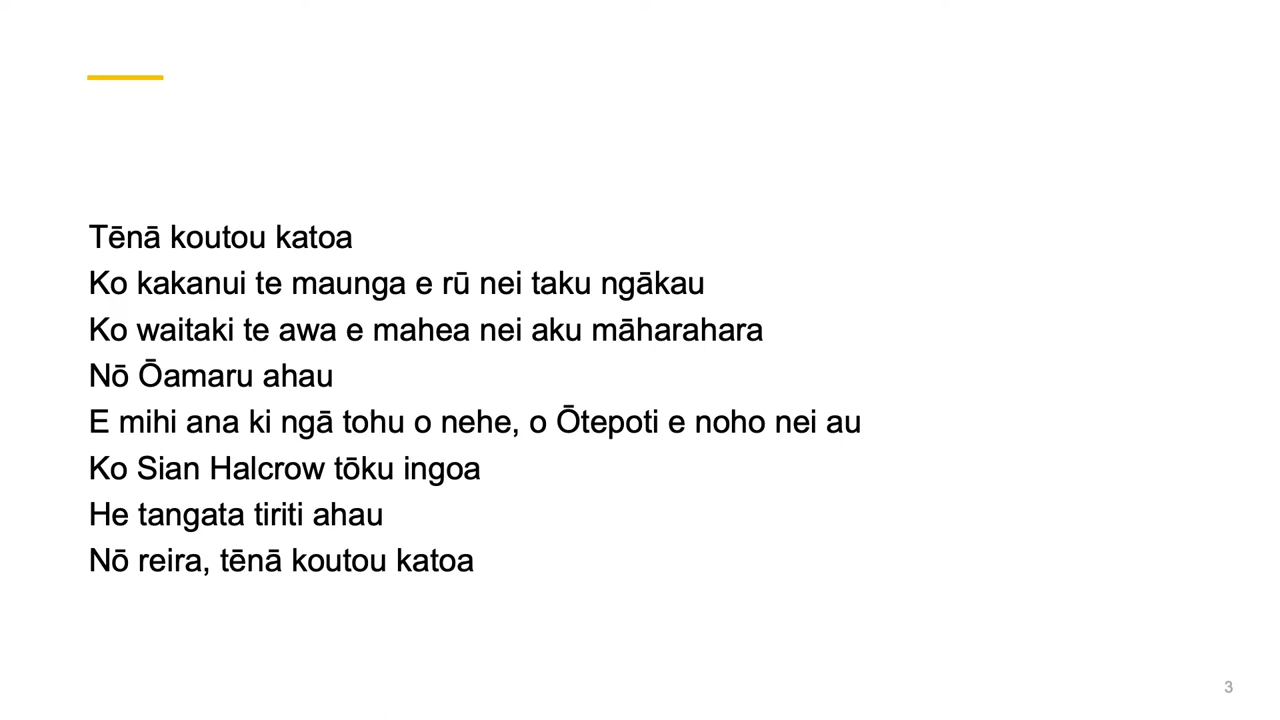 Tēnā koutou katoa
Ko kakanui te maunga e rū nei taku ngākau
Ko waitaki te awa e mahea nei aku māharahara
Nō Ōamaru ahau
E mihi ana ki ngā tohu o nehe, o Ōtepoti e noho nei au
Ko Sian Halcrow tōku ingoa
He tangata tiriti ahau
Nō reira, tēnā koutou katoa
3